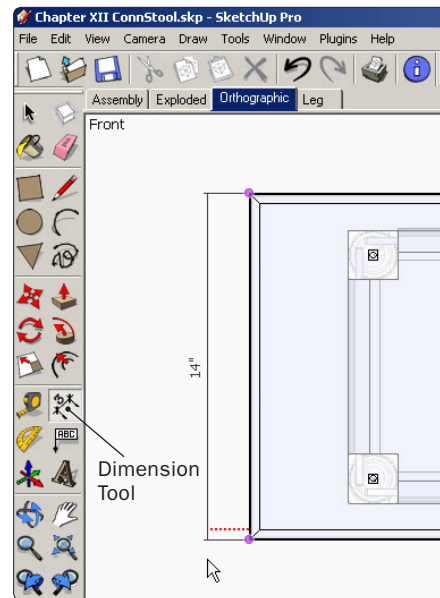 Chapter XII ConnStool.skp - SketchUp Pro
File Edit View Camera Draw Tools Window Plugins Help
Assembly Exploded Orthographic Leg
Front
14"
ABC
Dimension
Tool